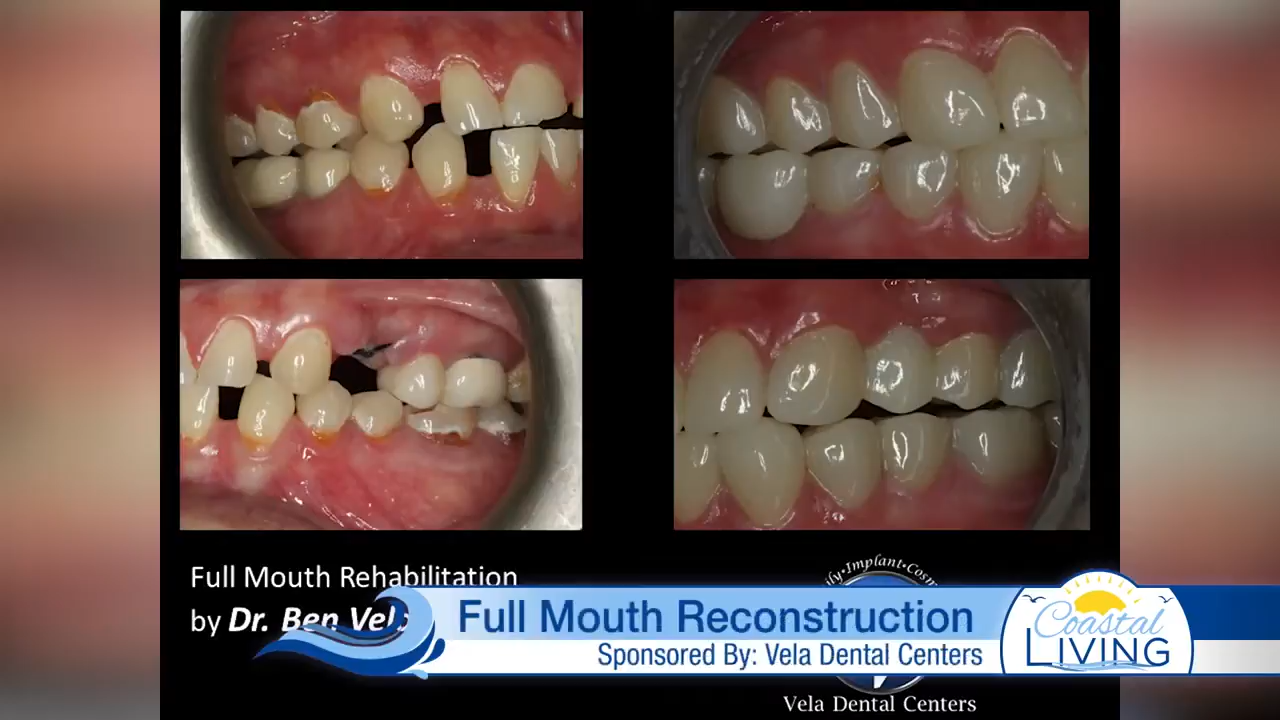 Full Mouth Rehabilitation
by Dr. Ben Vela
Full Mouth Reconstruction
Sponsored By: Vela Dental Centers
Coastal
LIVING
Vela Dental Centers